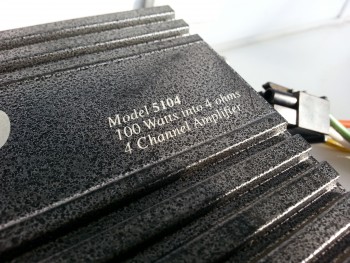 Model 5104
100 Watts into 4 ohms
4 Channel Amplifier